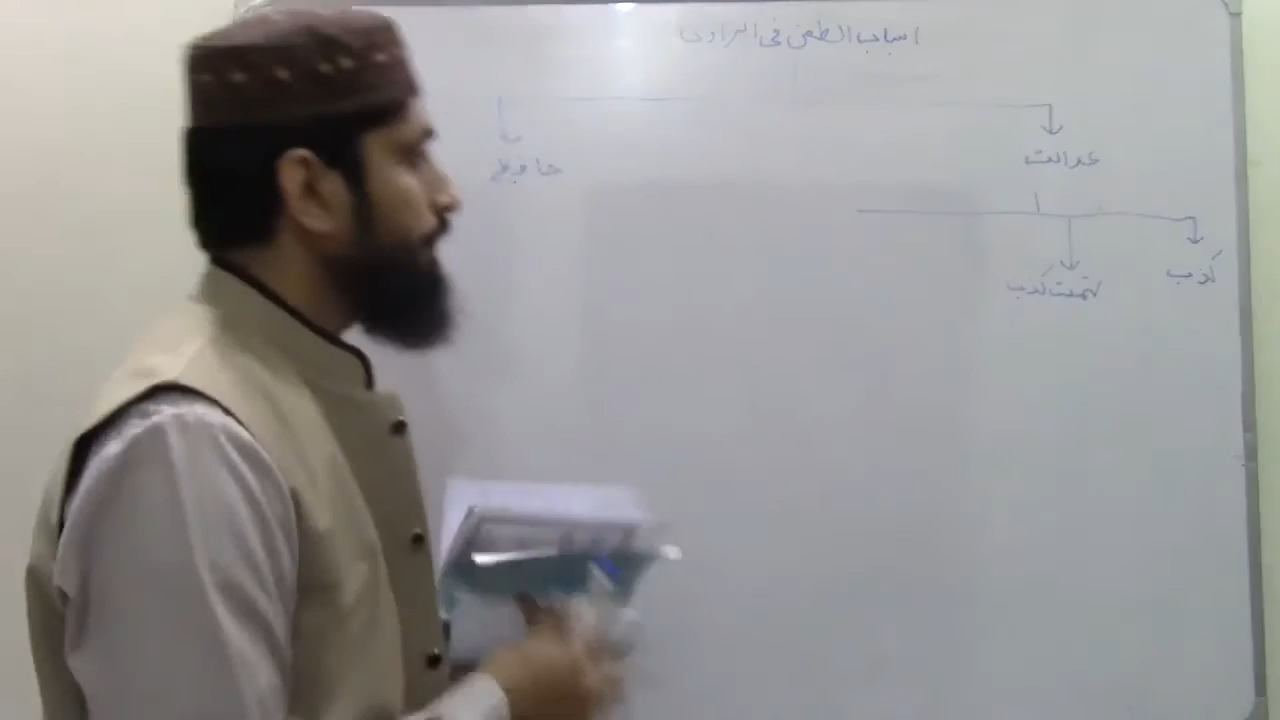 اسباب الطعن فی الراوی
عدالت
حافظہ
کذب
تہمت کذب